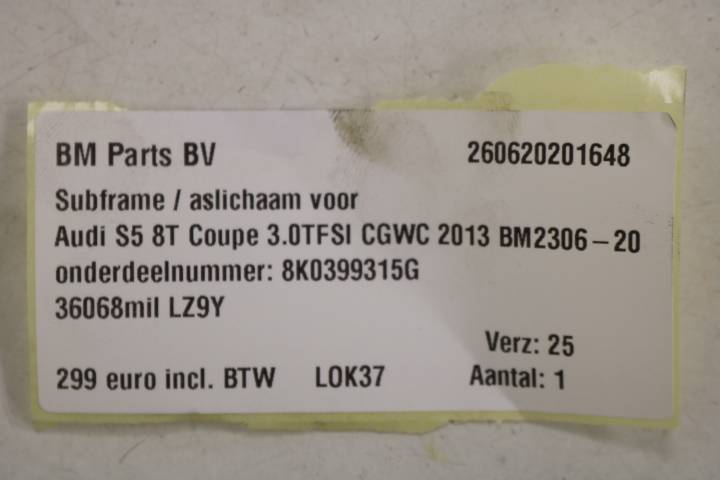 BM Parts BV 260620201648
Subframe / aslichaam voor
Audi S5 8T Coupe 3.0TFSI CGWC 2013 BM2306-20
onderdeelnummer: 8K0399315G
36068mil LZ9Y
Verz: 25
299 euro incl. BTW LOK37 Aantal: 1